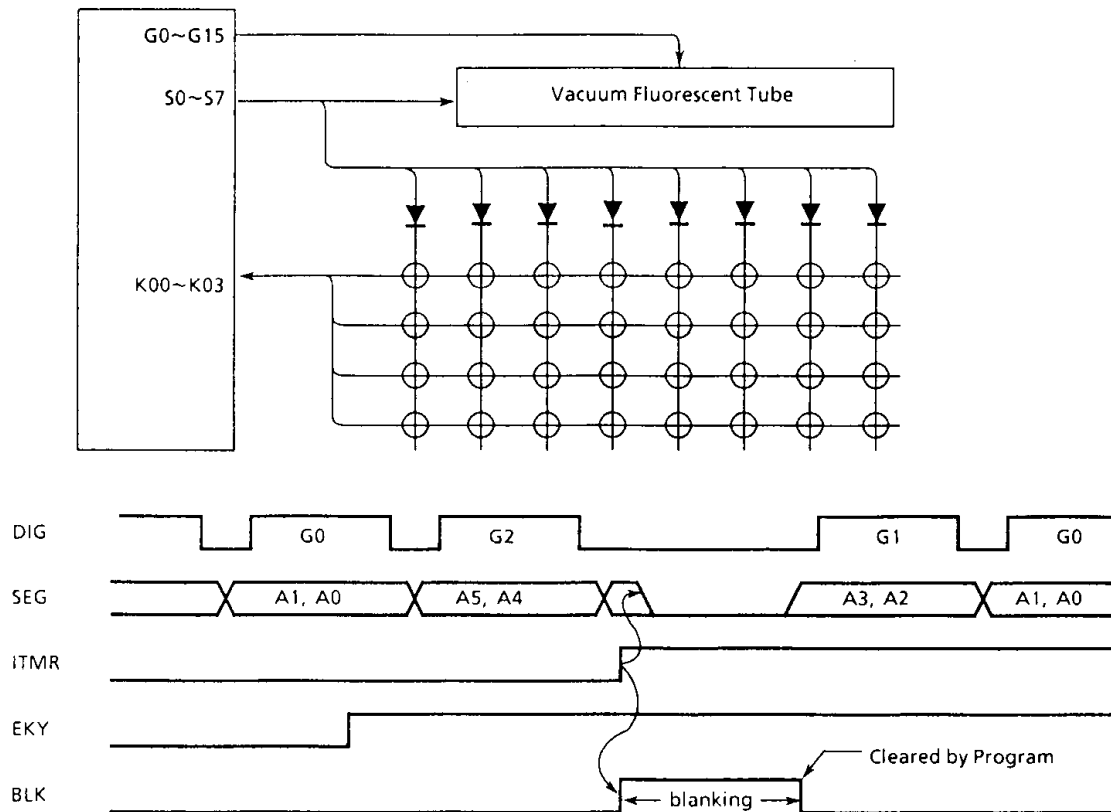 G0~G15
S0~S7
Vacuum Fluorescent Tube
K00~K03
DIG G0 G2 G1 G0
SEG A1, A0 A5, A4 A3, A2 A1, A0
ITMR
EKY
Cleared by Program
BLK blanking